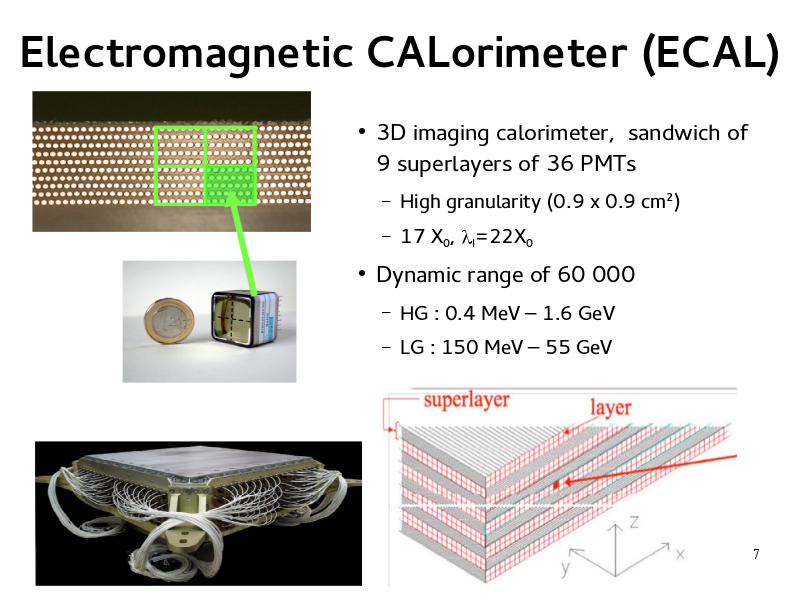 Electromagnetic CALorimeter (ECAL)
• 3D imaging calorimeter, sandwich of
9 superlayers of 36 PMTs
– High granularity (0.9 x 0.9 cm²)
– 17 X₀, λI=22X₀
• Dynamic range of 60 000
– HG : 0.4 MeV – 1.6 GeV
– LG : 150 MeV – 55 GeV
superlayer
layer
z
x
y
7